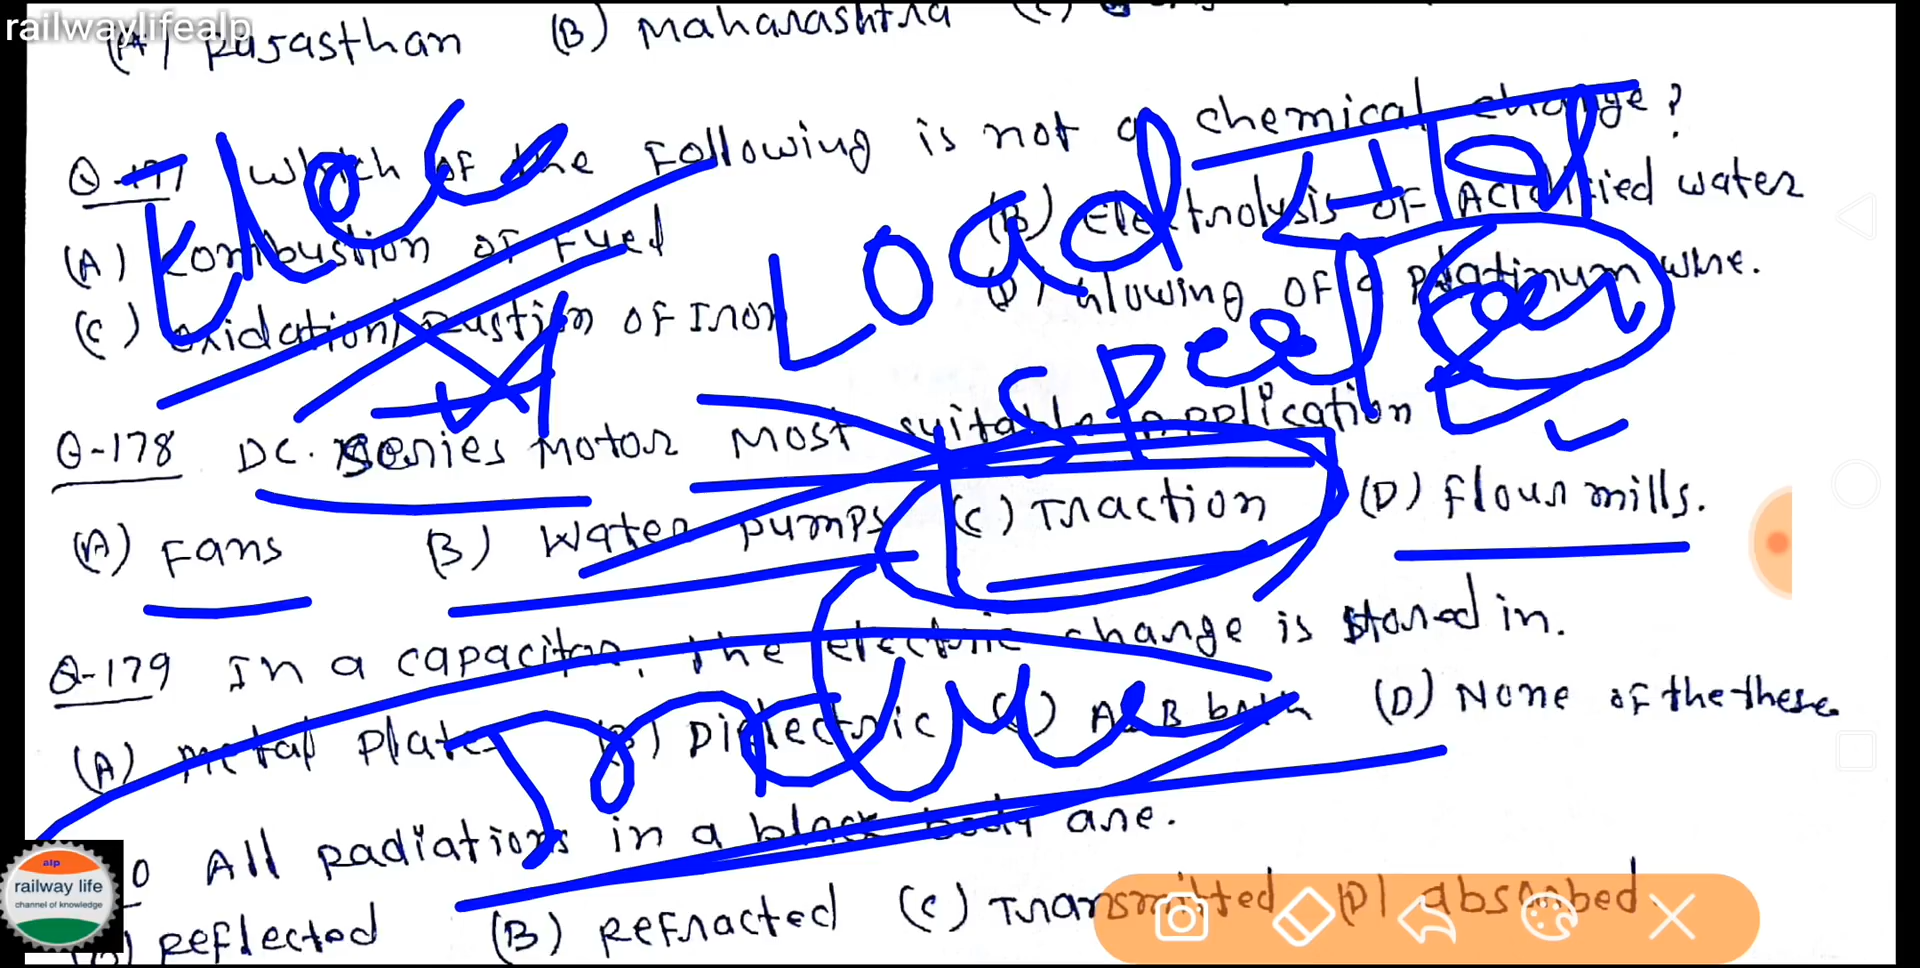 railwaylifealp
(A) Rajasthan (B) Maharashtra (C)
Q-177 which of the Following is not a chemical change?
(A) Combustion of Fuel (B) Electrolysis of Acidified water
(C) oxidation/Rusting of Iron (D) Glowing of a Platinum wire.
Load
Speed
Q-178 DC. Series Motor Most suitable Application
(A) Fans (B) Water pumps (C) Traction (D) Flour mills.
Q-179 In a capacitor, the electric charge is stored in.
(A) metal plate (B) Dielectric (C) A & B both (D) None of the these
0 All radiations in a black body are.
(A) Reflected (B) Refracted (C) Transmitted (D) absorbed.
alp
railway life
channel of knowledge